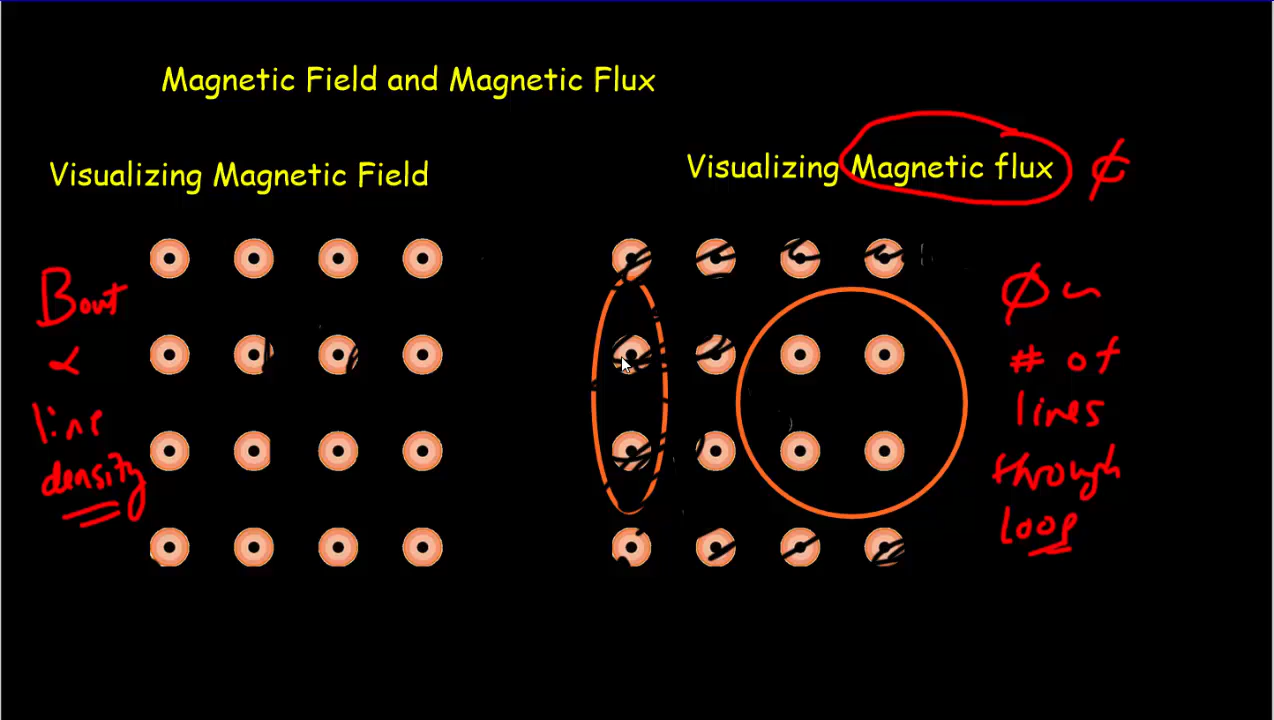 Magnetic Field and Magnetic Flux
Visualizing Magnetic Field
Bout
∝
line
density
Visualizing Magnetic flux
ϕ
ϕ ~
# of
lines
through
loop